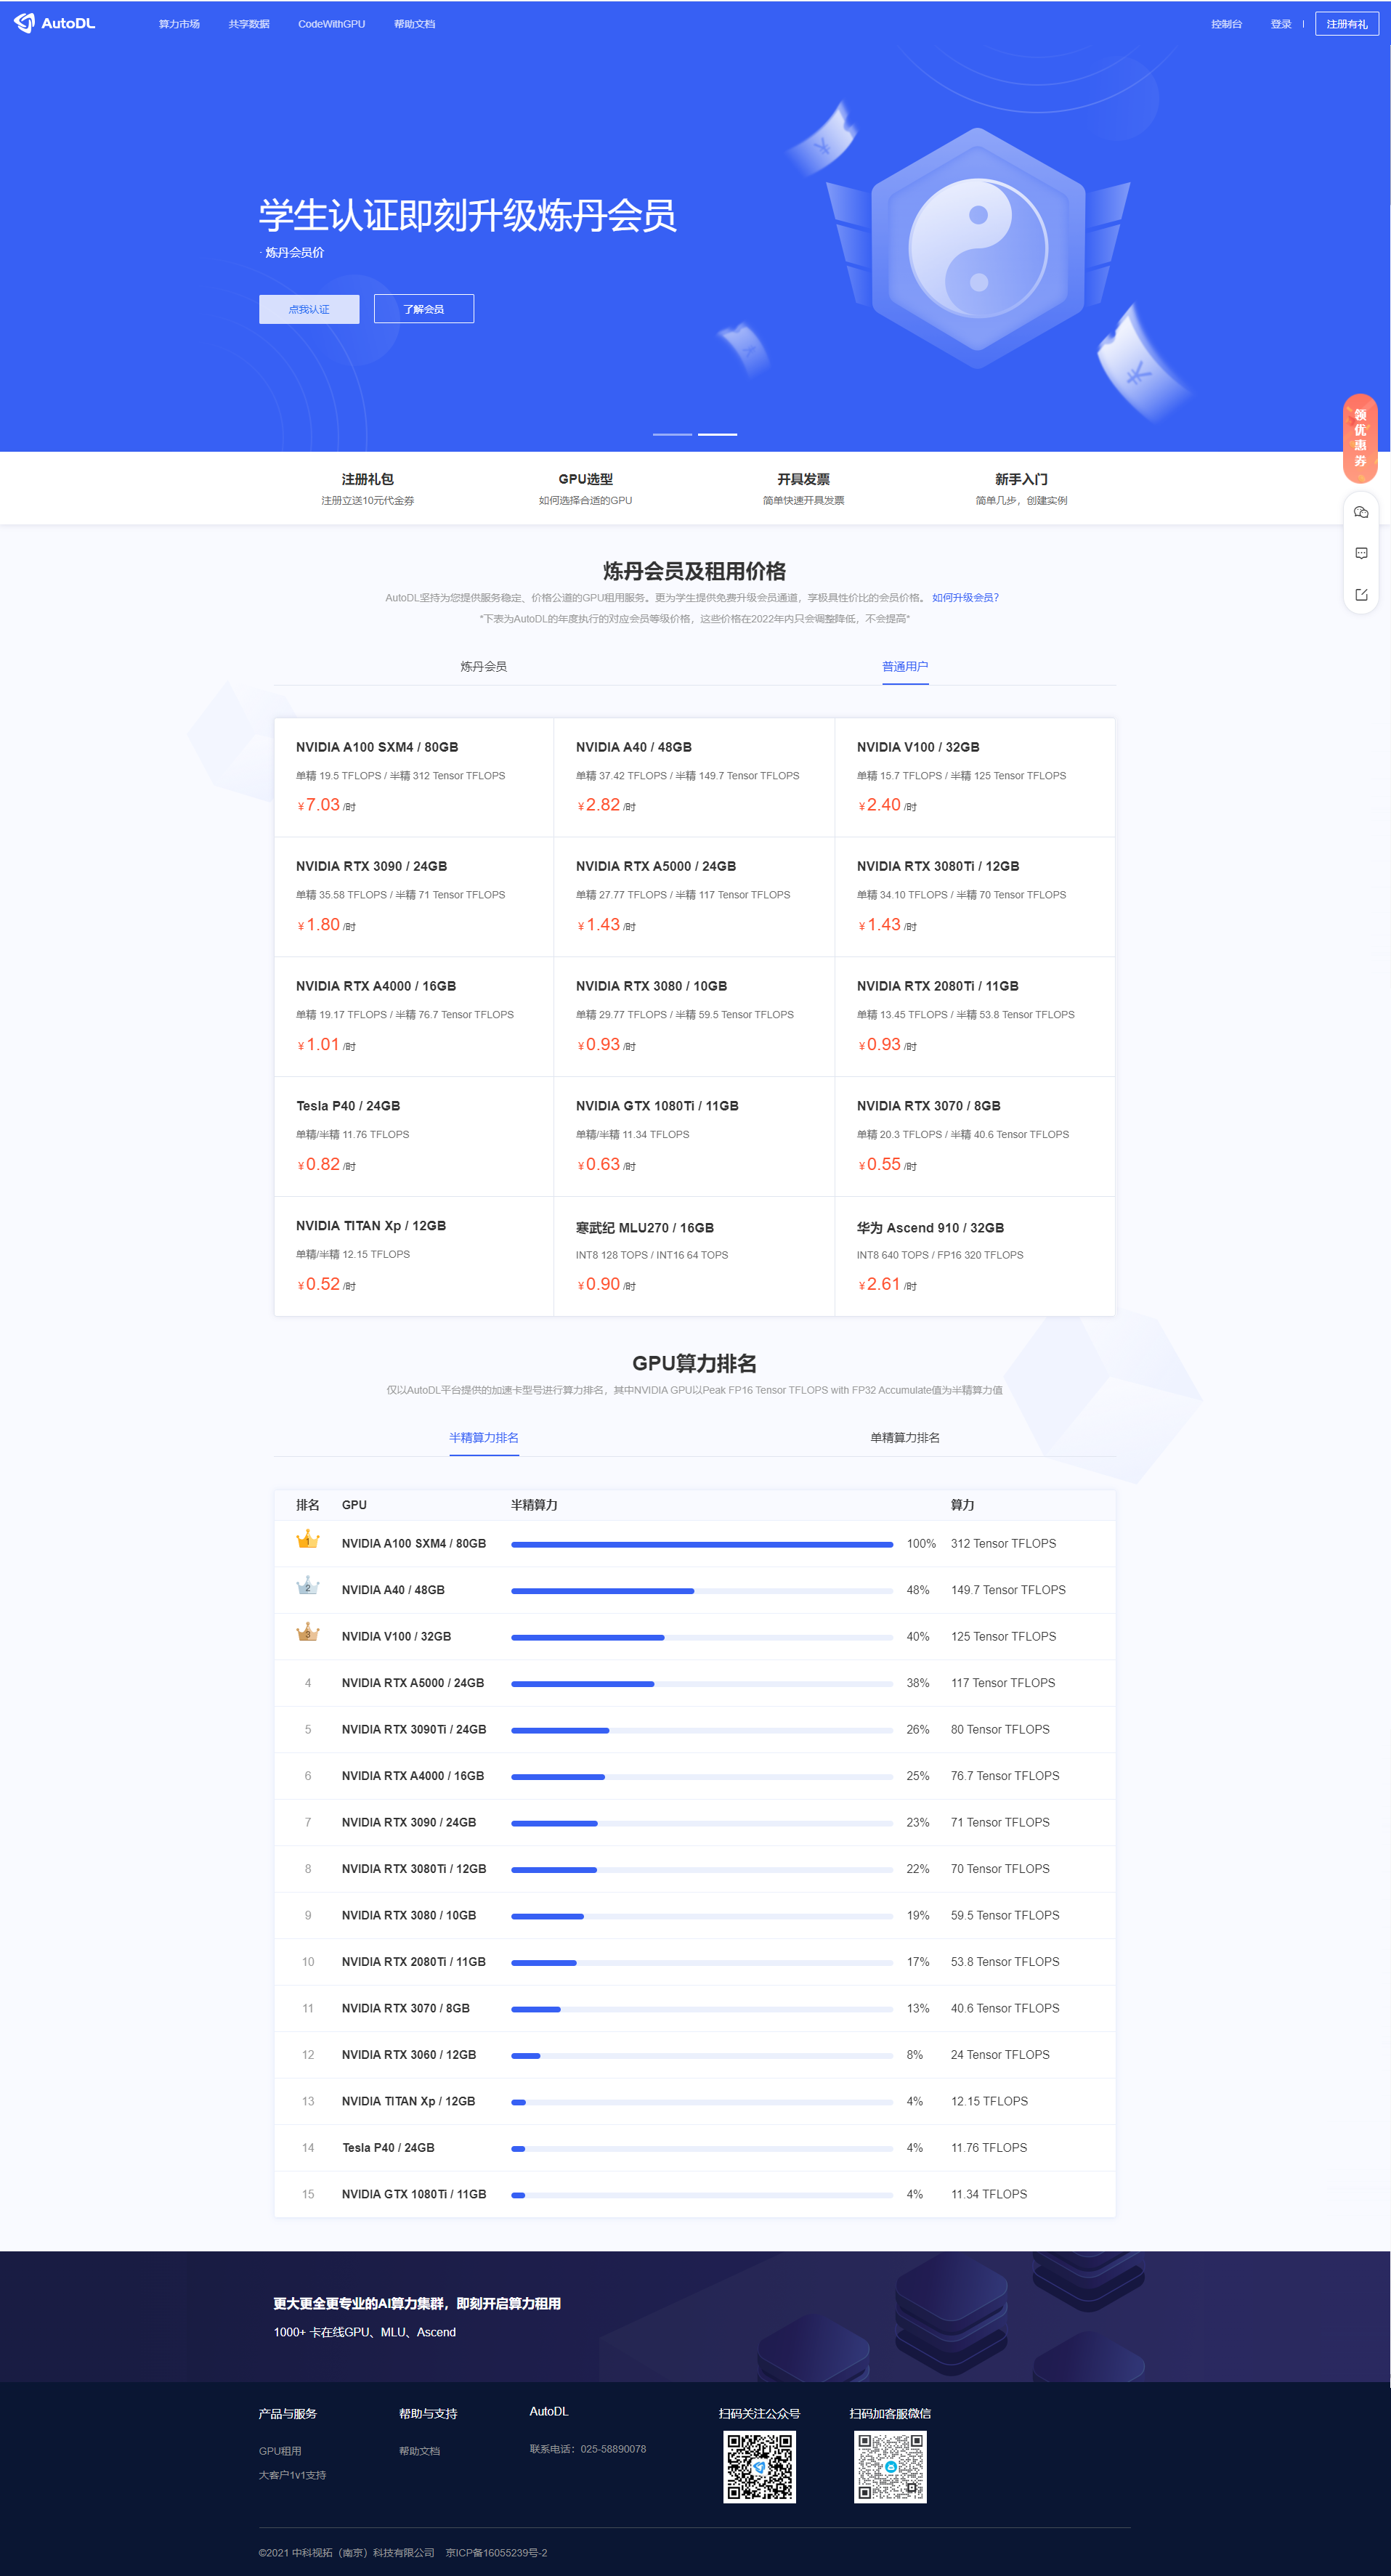 AutoDL 算力市场 共享数据 CodeWithGPU 帮助文档 控制台 登录 注册有礼
学生认证即刻升级炼丹会员
· 炼丹会员价
点我认证 了解会员
领优惠券
注册礼包 GPU选型 开具发票 新手入门
注册立送10元代金券 如何选择合适的GPU 简单快速开具发票 简单几步，创建实例
炼丹会员及租用价格
AutoDL坚持为您提供服务稳定、价格公道的GPU租用服务。更为学生提供免费升级会员通道，享极具性价比的会员价格。 如何升级会员?
*下表为AutoDL的年度执行的对应会员等级价格，这些价格在2022年内只会调整降低，不会提高*
炼丹会员 普通用户
NVIDIA A100 SXM4 / 80GB NVIDIA A40 / 48GB NVIDIA V100 / 32GB
单精 19.5 TFLOPS / 半精 312 Tensor TFLOPS 单精 37.42 TFLOPS / 半精 149.7 Tensor TFLOPS 单精 15.7 TFLOPS / 半精 125 Tensor TFLOPS
¥7.03 /时 ¥2.82 /时 ¥2.40 /时
NVIDIA RTX 3090 / 24GB NVIDIA RTX A5000 / 24GB NVIDIA RTX 3080Ti / 12GB
单精 35.58 TFLOPS / 半精 71 Tensor TFLOPS 单精 27.77 TFLOPS / 半精 117 Tensor TFLOPS 单精 34.10 TFLOPS / 半精 70 Tensor TFLOPS
¥1.80 /时 ¥1.43 /时 ¥1.43 /时
NVIDIA RTX A4000 / 16GB NVIDIA RTX 3080 / 10GB NVIDIA RTX 2080Ti / 11GB
单精 19.17 TFLOPS / 半精 76.7 Tensor TFLOPS 单精 29.77 TFLOPS / 半精 59.5 Tensor TFLOPS 单精 13.45 TFLOPS / 半精 53.8 Tensor TFLOPS
¥1.01 /时 ¥0.93 /时 ¥0.93 /时
Tesla P40 / 24GB NVIDIA GTX 1080Ti / 11GB NVIDIA RTX 3070 / 8GB
单精/半精 11.76 TFLOPS 单精/半精 11.34 TFLOPS 单精 20.3 TFLOPS / 半精 40.6 Tensor TFLOPS
¥0.82 /时 ¥0.63 /时 ¥0.55 /时
NVIDIA TITAN Xp / 12GB 寒武纪 MLU270 / 16GB 华为 Ascend 910 / 32GB
单精/半精 12.15 TFLOPS INT8 128 TOPS / INT16 64 TOPS INT8 640 TOPS / FP16 320 TFLOPS
¥0.52 /时 ¥0.90 /时 ¥2.61 /时
GPU算力排名
仅以AutoDL平台提供的加速卡型号进行算力排名，其中NVIDIA GPU以Peak FP16 Tensor TFLOPS with FP32 Accumulate值为半精算力值
半精算力排名 单精算力排名
排名 GPU 半精算力 算力
1 NVIDIA A100 SXM4 / 80GB 100% 312 Tensor TFLOPS
2 NVIDIA A40 / 48GB 48% 149.7 Tensor TFLOPS
3 NVIDIA V100 / 32GB 40% 125 Tensor TFLOPS
4 NVIDIA RTX A5000 / 24GB 38% 117 Tensor TFLOPS
5 NVIDIA RTX 3090Ti / 24GB 26% 80 Tensor TFLOPS
6 NVIDIA RTX A4000 / 16GB 25% 76.7 Tensor TFLOPS
7 NVIDIA RTX 3090 / 24GB 23% 71 Tensor TFLOPS
8 NVIDIA RTX 3080Ti / 12GB 22% 70 Tensor TFLOPS
9 NVIDIA RTX 3080 / 10GB 19% 59.5 Tensor TFLOPS
10 NVIDIA RTX 2080Ti / 11GB 17% 53.8 Tensor TFLOPS
11 NVIDIA RTX 3070 / 8GB 13% 40.6 Tensor TFLOPS
12 NVIDIA RTX 3060 / 12GB 8% 24 Tensor TFLOPS
13 NVIDIA TITAN Xp / 12GB 4% 12.15 TFLOPS
14 Tesla P40 / 24GB 4% 11.76 TFLOPS
15 NVIDIA GTX 1080Ti / 11GB 4% 11.34 TFLOPS
更大更全更专业的AI算力集群，即刻开启算力租用
1000+ 卡在线GPU、MLU、Ascend
产品与服务 帮助与支持 AutoDL 扫码关注公众号 扫码加客服微信
GPU租用 帮助文档 联系电话：025-58890078
大客户1v1支持
©2021 中科视拓（南京）科技有限公司 京ICP备16055239号-2